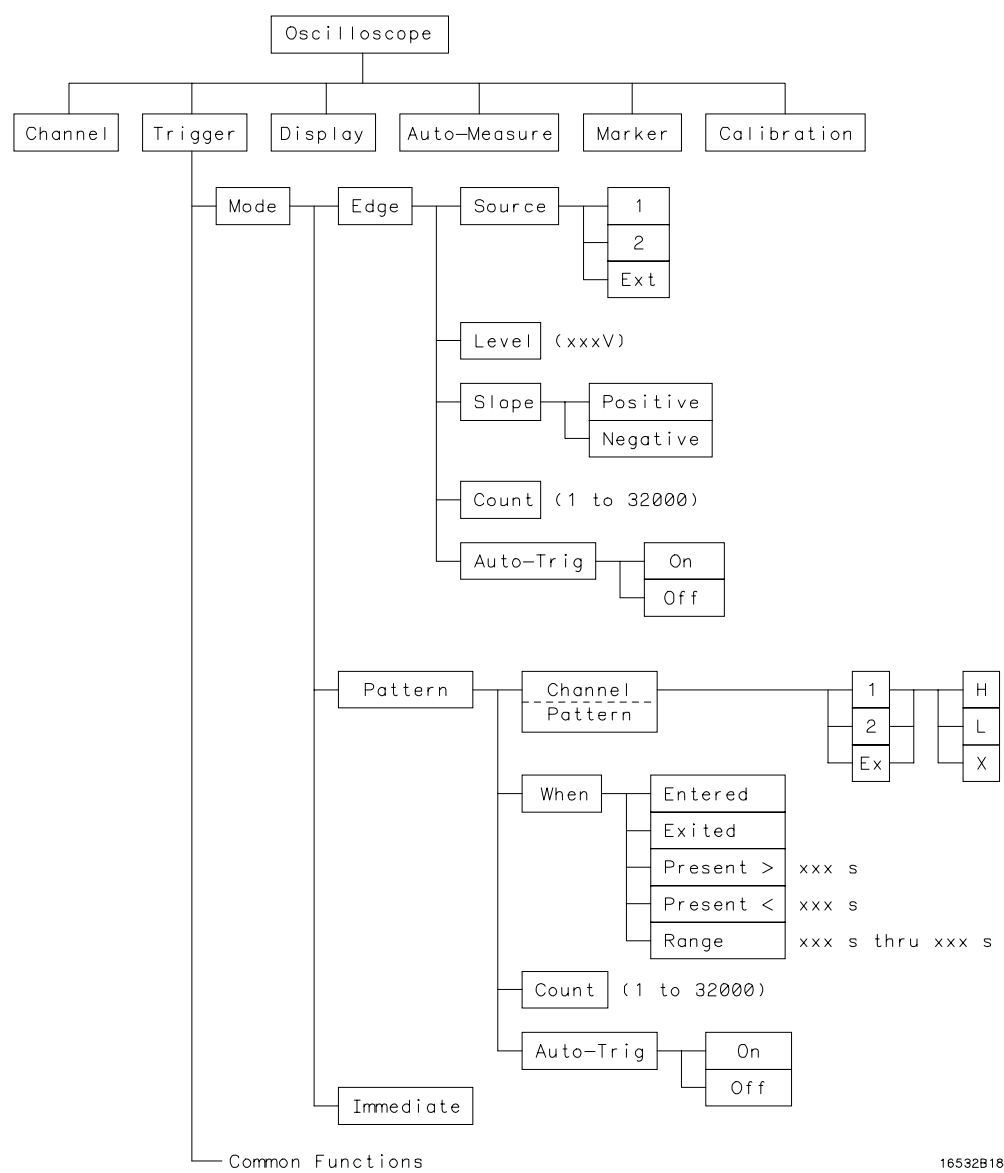 Oscilloscope
Channel
Trigger
Display
Auto-Measure
Marker
Calibration
Mode
Edge
Source
1
2
Ext
Level (xxxV)
Slope
Positive
Negative
Count (1 to 32000)
Auto-Trig
On
Off
Pattern
Channel
Pattern
1
2
Ex
H
L
X
When
Entered
Exited
Present > xxx s
Present < xxx s
Range xxx s thru xxx s
Count (1 to 32000)
Auto-Trig
On
Off
Immediate
Common Functions
16532B18